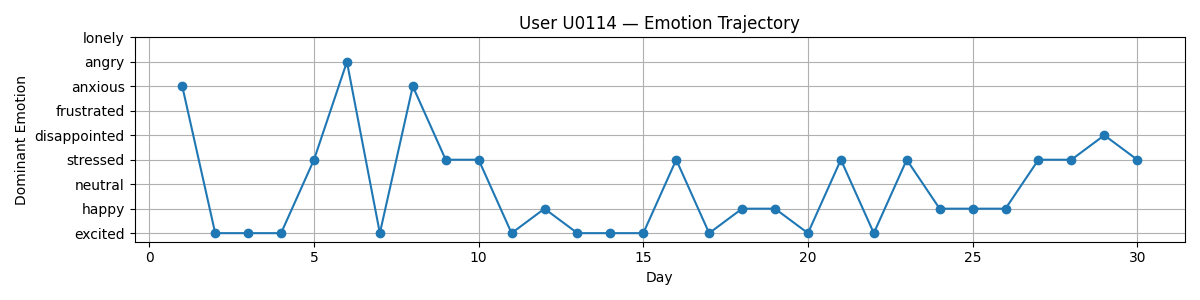 User U0114 — Emotion Trajectory
Dominant Emotion
lonely
angry
anxious
frustrated
disappointed
stressed
neutral
happy
excited
0 5 10 15 20 25 30
Day